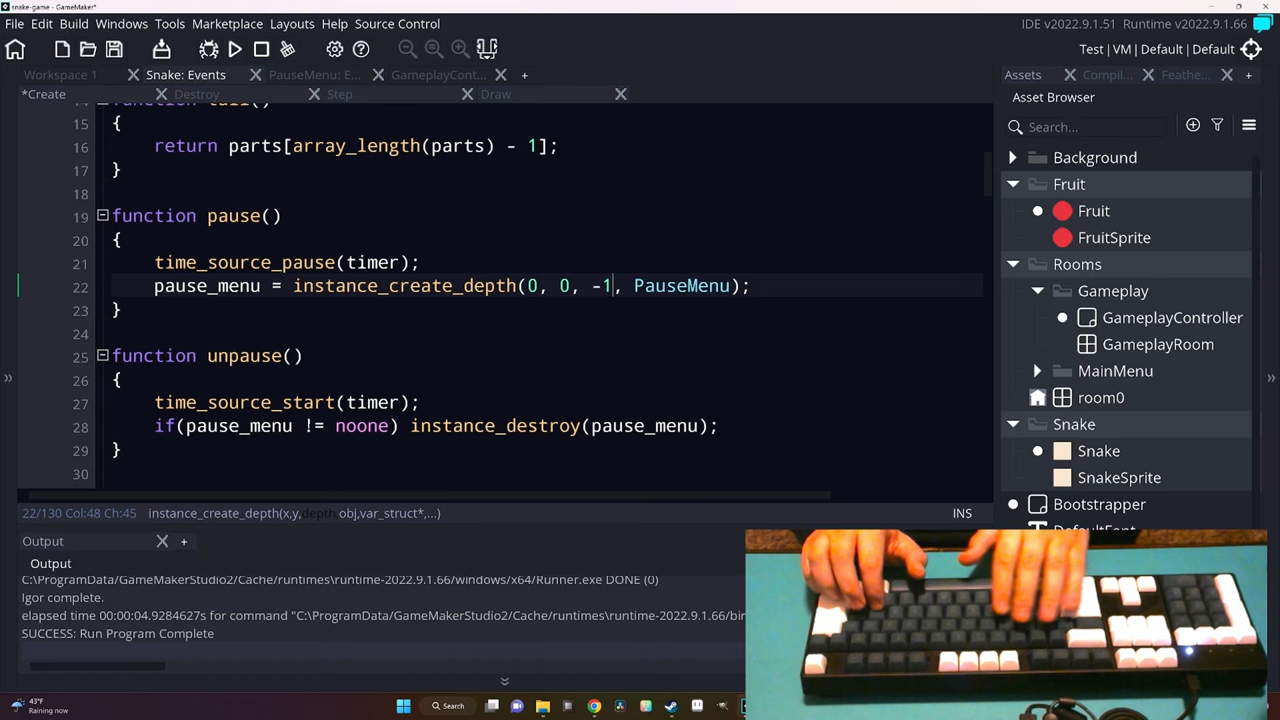 snake-game - GameMaker*
File Edit Build Windows Tools Marketplace Layouts Help Source Control
IDE v2022.9.1.51 Runtime v2022.9.1.66
Test | VM | Default | Default
Workspace 1 Snake: Events PauseMenu: E... GameplayCont... +
*Create Destroy Step Draw
15 {
16 return parts[array_length(parts) - 1];
17 }
18
19 function pause()
20 {
21 time_source_pause(timer);
22 pause_menu = instance_create_depth(0, 0, -1, PauseMenu);
23 }
24
25 function unpause()
26 {
27 time_source_start(timer);
28 if(pause_menu != noone) instance_destroy(pause_menu);
29 }
30
22/130 Col:48 Ch:45 instance_create_depth(x,y,depth,obj,var_struct*,...) INS
Output
Output
C:\ProgramData/GameMakerStudio2/Cache/runtimes\runtime-2022.9.1.66/windows/x64/Runner.exe DONE (0)
Igor complete.
elapsed time 00:00:04.9284627s for command "C:\ProgramData/GameMakerStudio2/Cache/runtimes\runtime-2022.9.1.66/bin
SUCCESS: Run Program Complete
Assets Compil... Feathe... +
Asset Browser
Search...
Background
Fruit
Fruit
FruitSprite
Rooms
Gameplay
GameplayController
GameplayRoom
MainMenu
room0
Snake
Snake
SnakeSprite
Bootstrapper
43°F
Raining now
Search